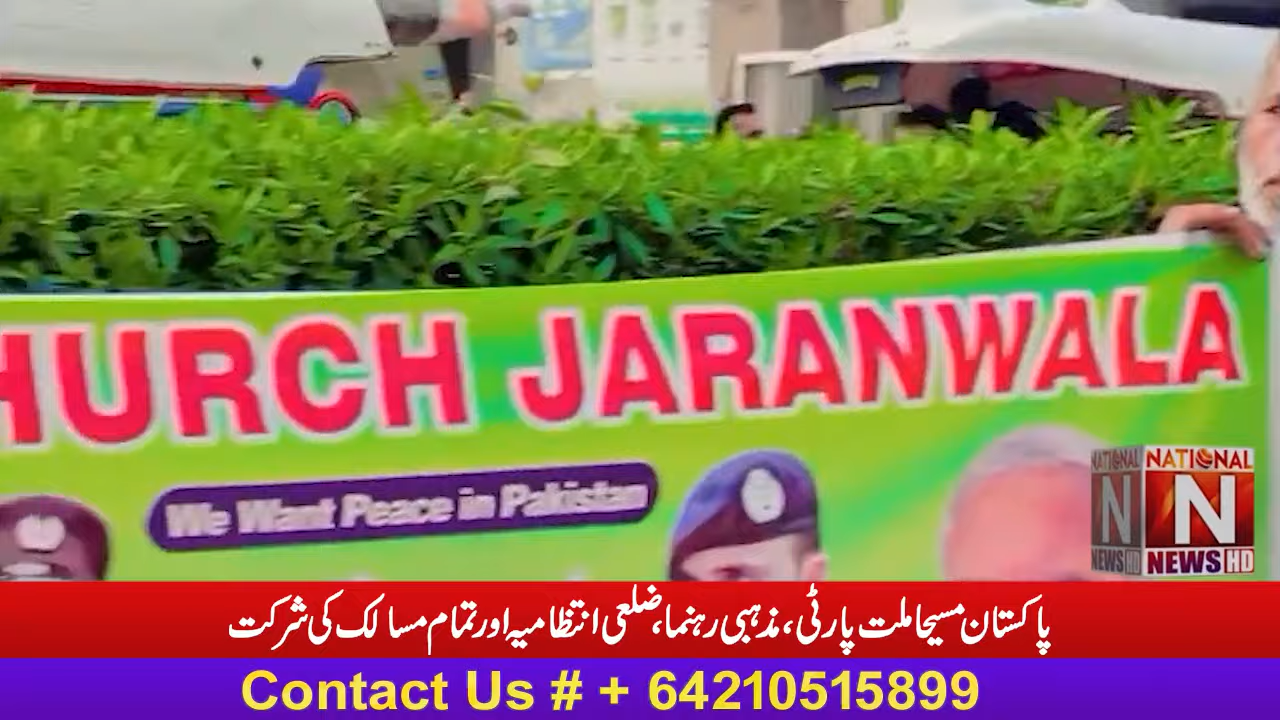 HURCH JARANWALA
We Want Peace in Pakistan
NATIONAL
N
NEWS HD
NATIONAL
N
NEWS HD
پاکستان مسیحا ملت پارٹی، مذہبی رہنما، ضلعی انتظامیہ اور تمام مسالک کی شرکت
Contact Us # + 64210515899